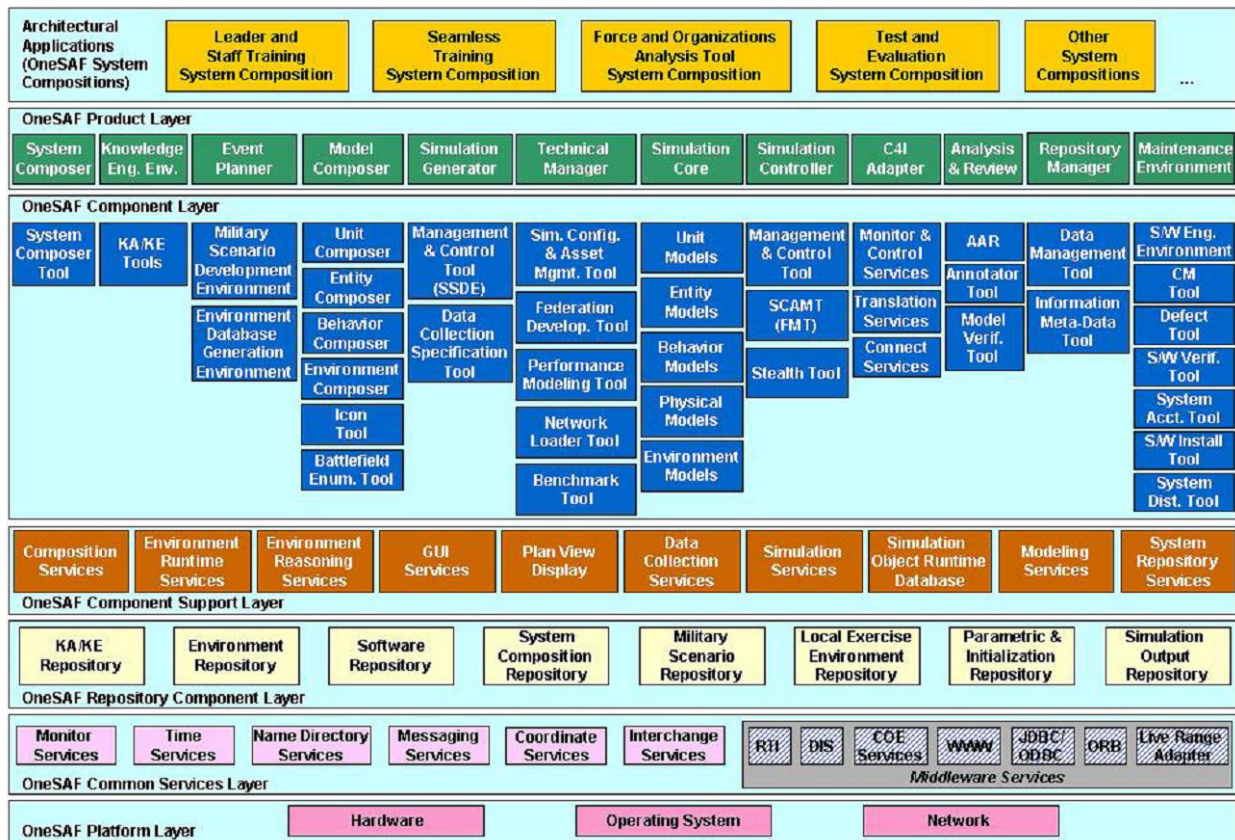 Architectural
Applications
(OneSAF System
Compositions)
Leader and
Staff Training
System Composition
Seamless
Training
System Composition
Force and Organizations
Analysis Tool
System Composition
Test and
Evaluation
System Composition
Other
System
Compositions
...
OneSAF Product Layer
System
Composer
Knowledge
Eng. Env.
Event
Planner
Model
Composer
Simulation
Generator
Technical
Manager
Simulation
Core
Simulation
Controller
C4I
Adapter
Analysis
& Review
Repository
Manager
Maintenance
Environment
OneSAF Component Layer
System
Composer
Tool
KA/KE
Tools
Military
Scenario
Development
Environment
Environment
Database
Generation
Environment
Unit
Composer
Entity
Composer
Behavior
Composer
Environment
Composer
Icon
Tool
Battlefield
Enum. Tool
Management
& Control
Tool
(SSDE)
Data
Collection
Specification
Tool
Sim. Config.
& Asset
Mgmt. Tool
Federation
Develop. Tool
Performance
Modeling Tool
Network
Loader Tool
Benchmark
Tool
Unit
Models
Entity
Models
Behavior
Models
Physical
Models
Environment
Models
Management
& Control
Tool
SCAMT
(FMT)
Stealth Tool
Monitor &
Control
Services
Translation
Services
Connect
Services
AAR
Annotator
Tool
Model
Verif.
Tool
Data
Management
Tool
Information
Meta-Data
Tool
S/W Eng.
Environment
CM
Tool
Defect
Tool
S/W Verif.
Tool
System
Acct. Tool
S/W Install
Tool
System
Dist. Tool
Composition
Services
Environment
Runtime
Services
Environment
Reasoning
Services
GUI
Services
Plan View
Display
Data
Collection
Services
Simulation
Services
Simulation
Object Runtime
Database
Modeling
Services
System
Repository
Services
OneSAF Component Support Layer
KA/KE
Repository
Environment
Repository
Software
Repository
System
Composition
Repository
Military
Scenario
Repository
Local Exercise
Environment
Repository
Parametric &
Initialization
Repository
Simulation
Output
Repository
OneSAF Repository Component Layer
Monitor
Services
Time
Services
Name Directory
Services
Messaging
Services
Coordinate
Services
Interchange
Services
RTI
DIS
COE
Services
WWW
JDBC/
ODBC
ORB
Live Range
Adapter
Middleware Services
OneSAF Common Services Layer
Hardware
Operating System
Network
OneSAF Platform Layer